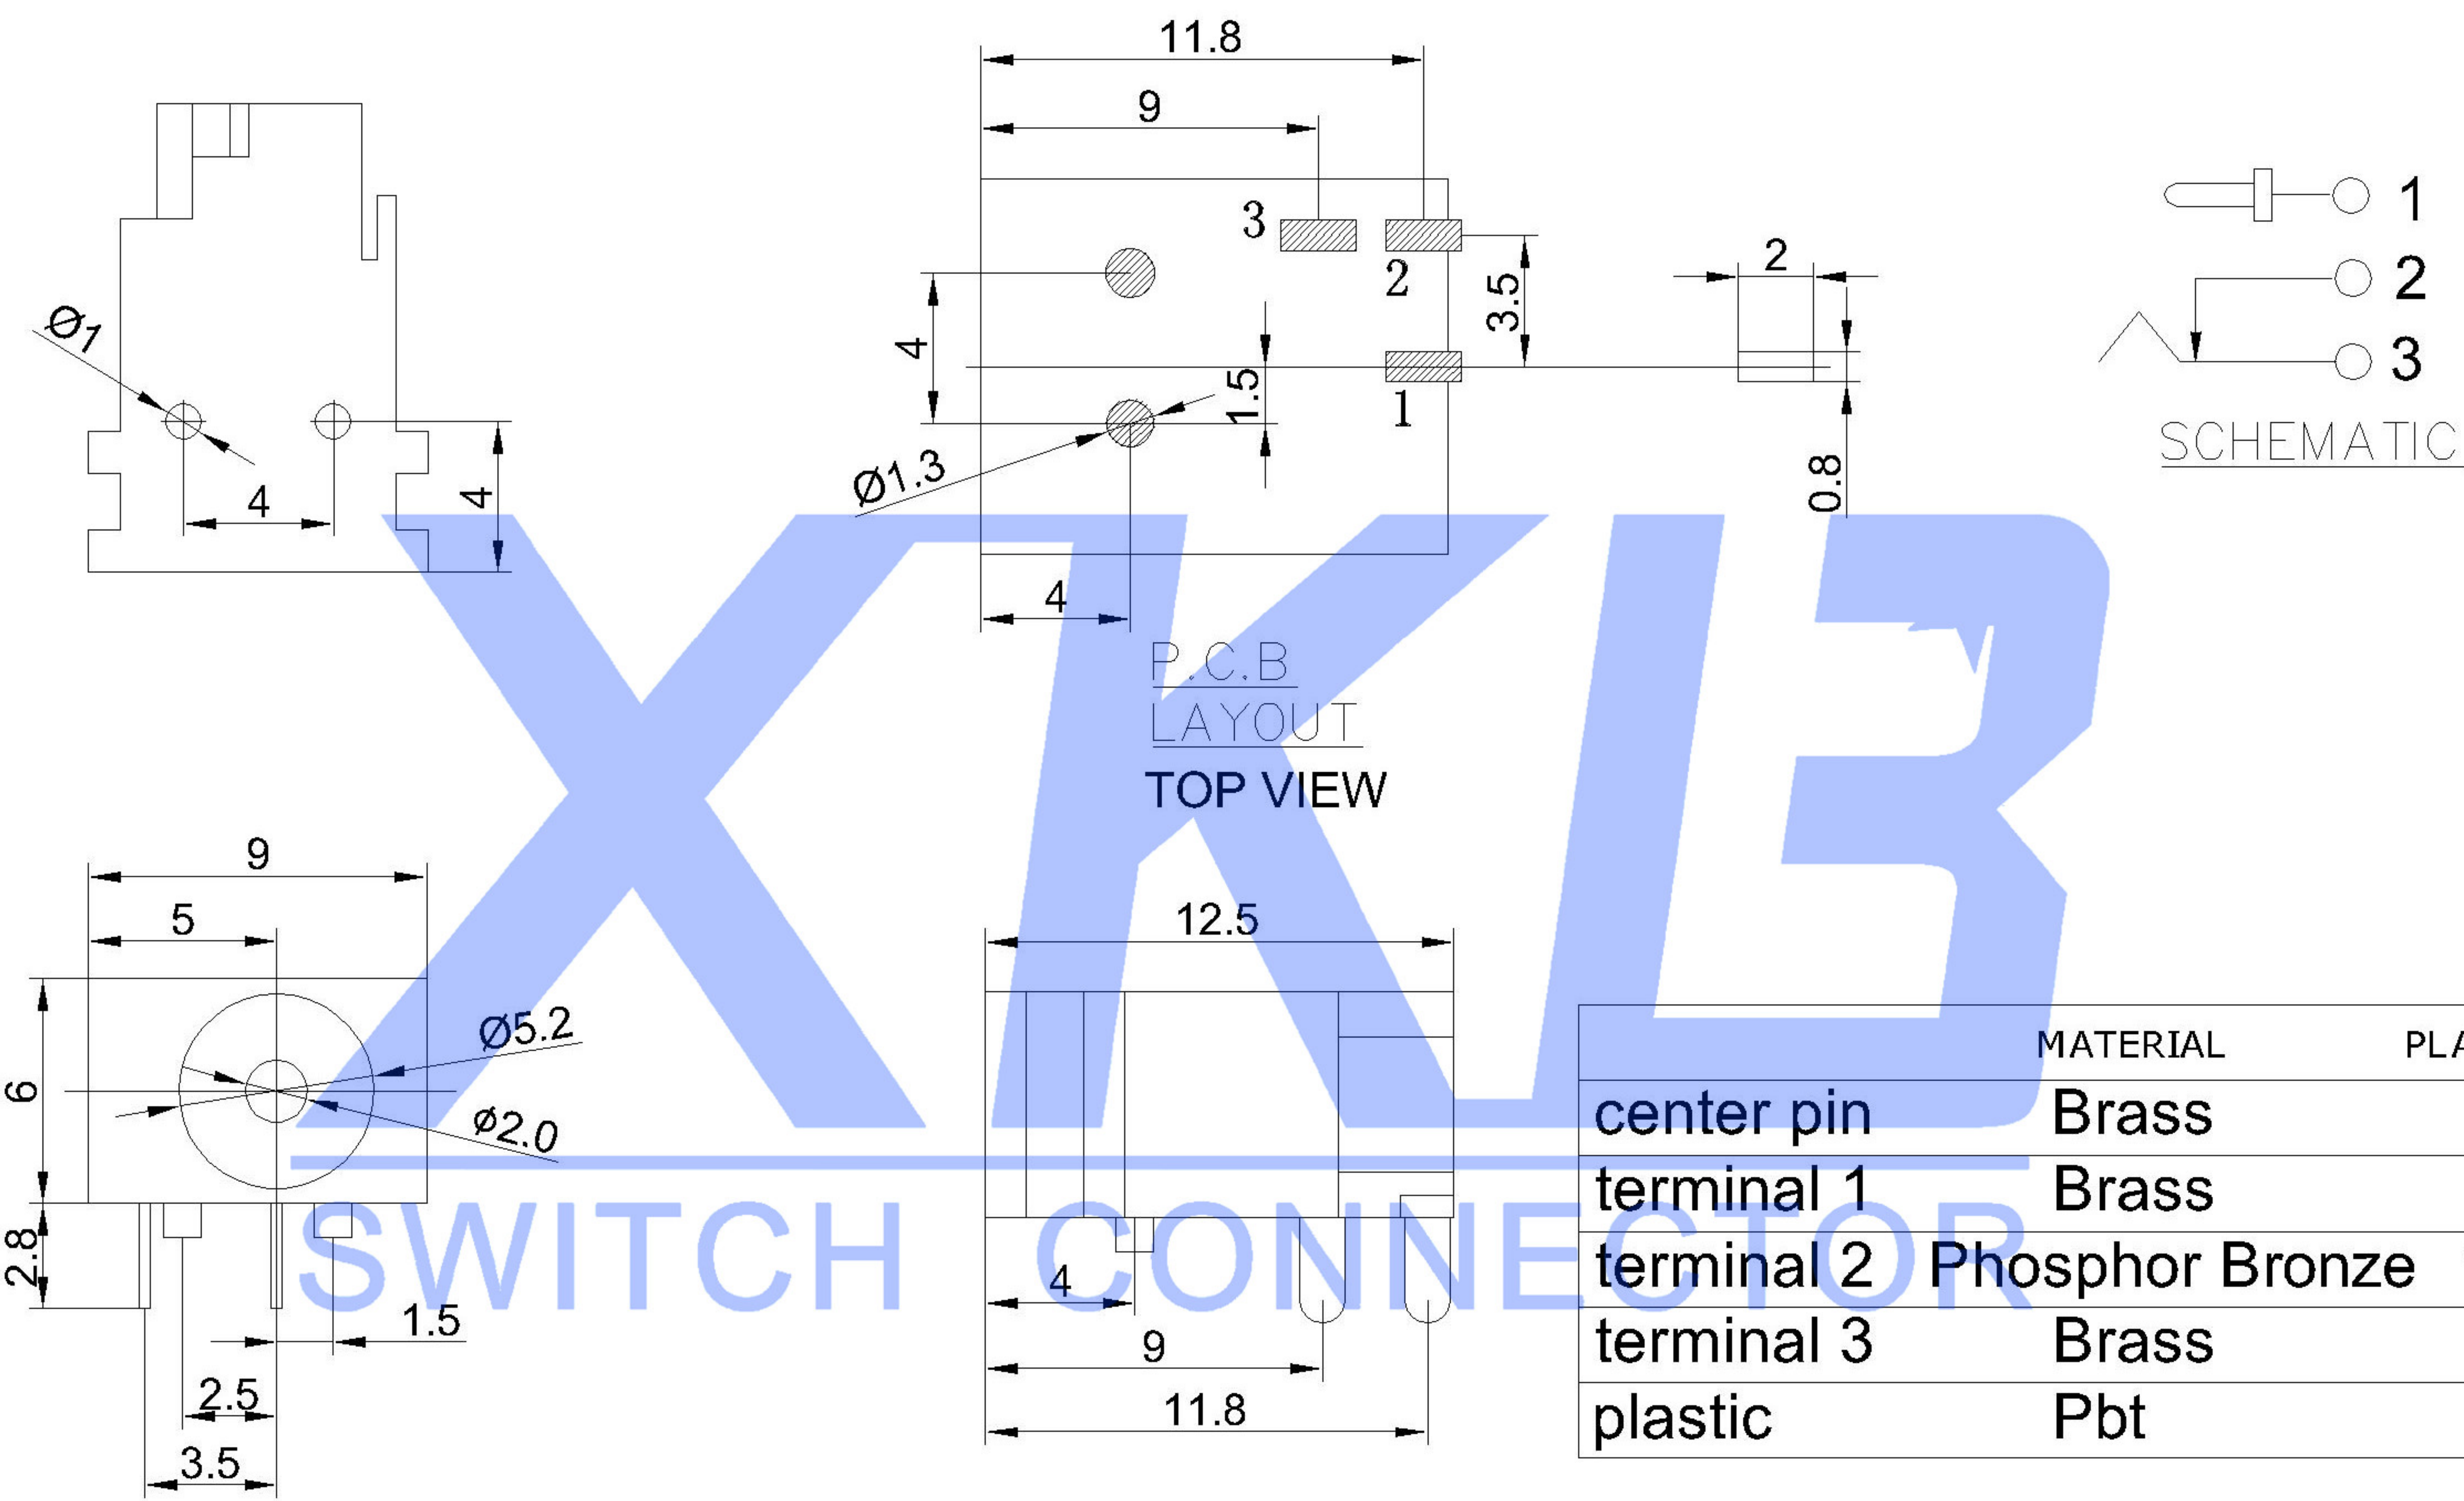 11.8
9
3
2
1
4
1.5
3.5
Ø1.3
4
2
0.8
Ø1
4
4
1
2
3
SCHEMATIC
P.C.B
LAYOUT
TOP VIEW
9
5
6
2.8
Ø5.2
ø2.0
1.5
2.5
3.5
12.5
4
9
11.8
MATERIAL PLA
center pin Brass
terminal 1 Brass
terminal 2 Phosphor Bronze
terminal 3 Brass
plastic Pbt
XKB
SWITCH CONNECTOR